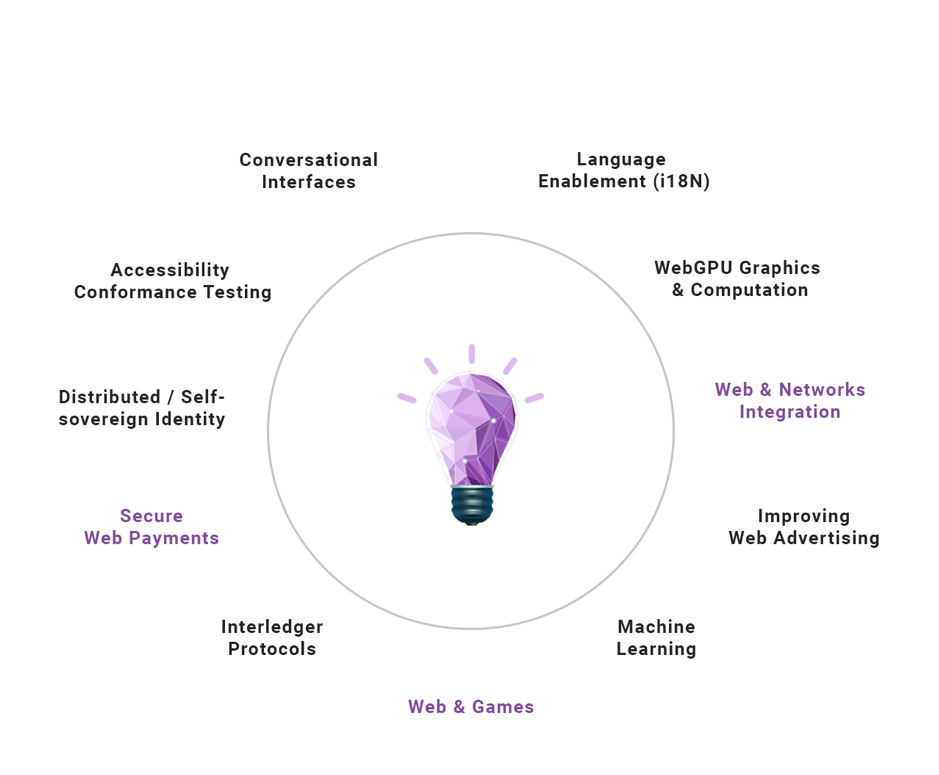 Conversational
Interfaces
Language
Enablement (i18N)
Accessibility
Conformance Testing
WebGPU Graphics
& Computation
Distributed / Self-
sovereign Identity
Web & Networks
Integration
Secure
Web Payments
Improving
Web Advertising
Interledger
Protocols
Machine
Learning
Web & Games